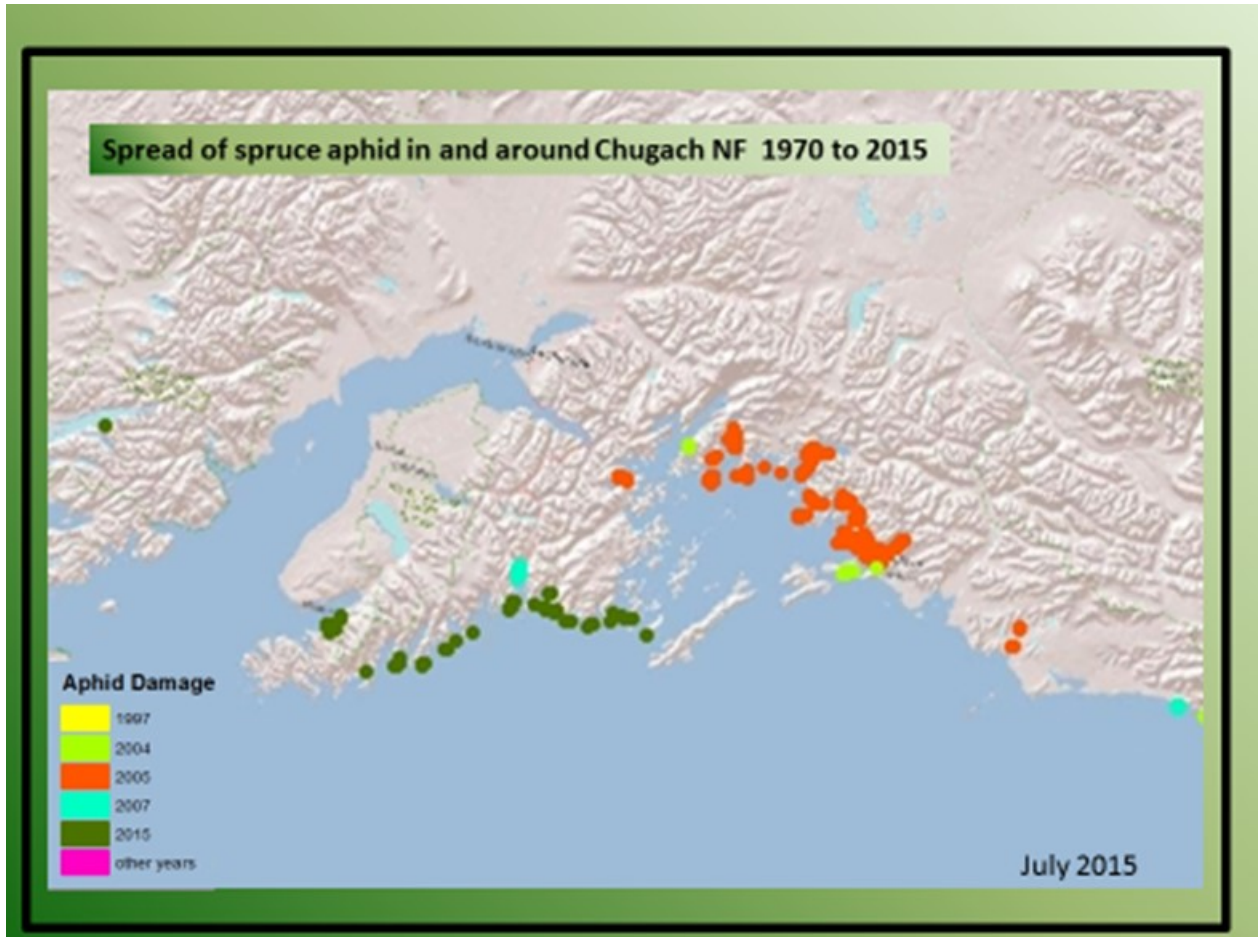 Spread of spruce aphid in and around Chugach NF 1970 to 2015
Aphid Damage
1997
2004
2005
2007
2015
other years
July 2015